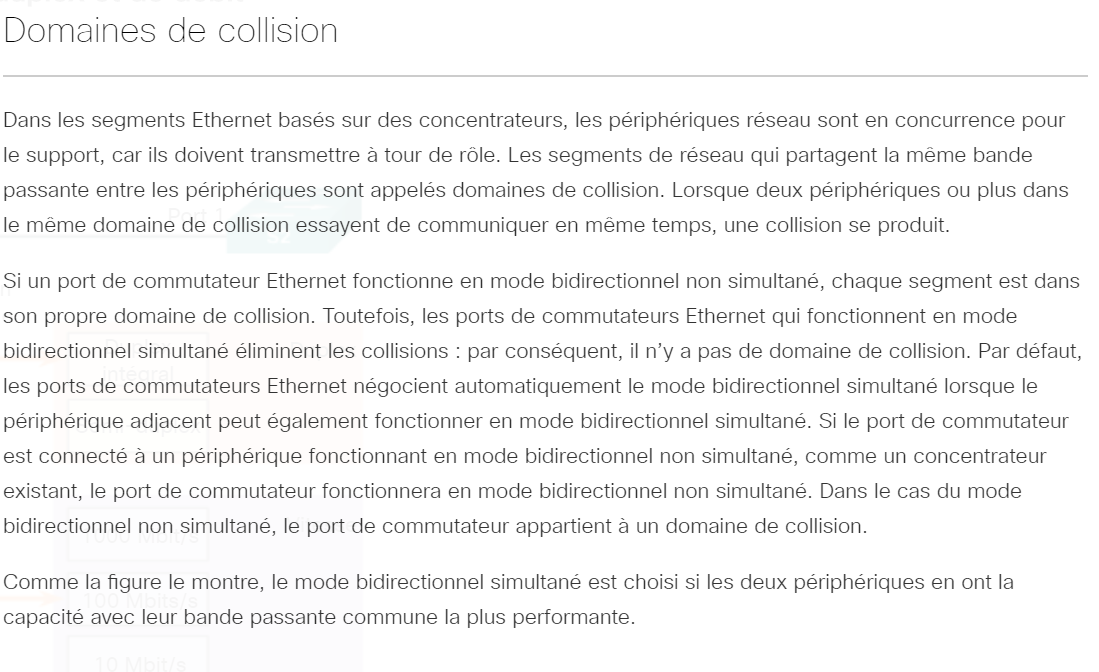 Domaines de collision
Dans les segments Ethernet basés sur des concentrateurs, les périphériques réseau sont en concurrence pour
le support, car ils doivent transmettre à tour de rôle. Les segments de réseau qui partagent la même bande
passante entre les périphériques sont appelés domaines de collision. Lorsque deux périphériques ou plus dans
le même domaine de collision essayent de communiquer en même temps, une collision se produit.
Si un port de commutateur Ethernet fonctionne en mode bidirectionnel non simultané, chaque segment est dans
son propre domaine de collision. Toutefois, les ports de commutateurs Ethernet qui fonctionnent en mode
bidirectionnel simultané éliminent les collisions : par conséquent, il n’y a pas de domaine de collision. Par défaut,
les ports de commutateurs Ethernet négocient automatiquement le mode bidirectionnel simultané lorsque le
périphérique adjacent peut également fonctionner en mode bidirectionnel simultané. Si le port de commutateur
est connecté à un périphérique fonctionnant en mode bidirectionnel non simultané, comme un concentrateur
existant, le port de commutateur fonctionnera en mode bidirectionnel non simultané. Dans le cas du mode
bidirectionnel non simultané, le port de commutateur appartient à un domaine de collision.
1000 Mbit/s
Comme la figure le montre, le mode bidirectionnel simultané est choisi si les deux périphériques en ont la
100 Mbits/s
capacité avec leur bande passante commune la plus performante.
10 Mbit/s